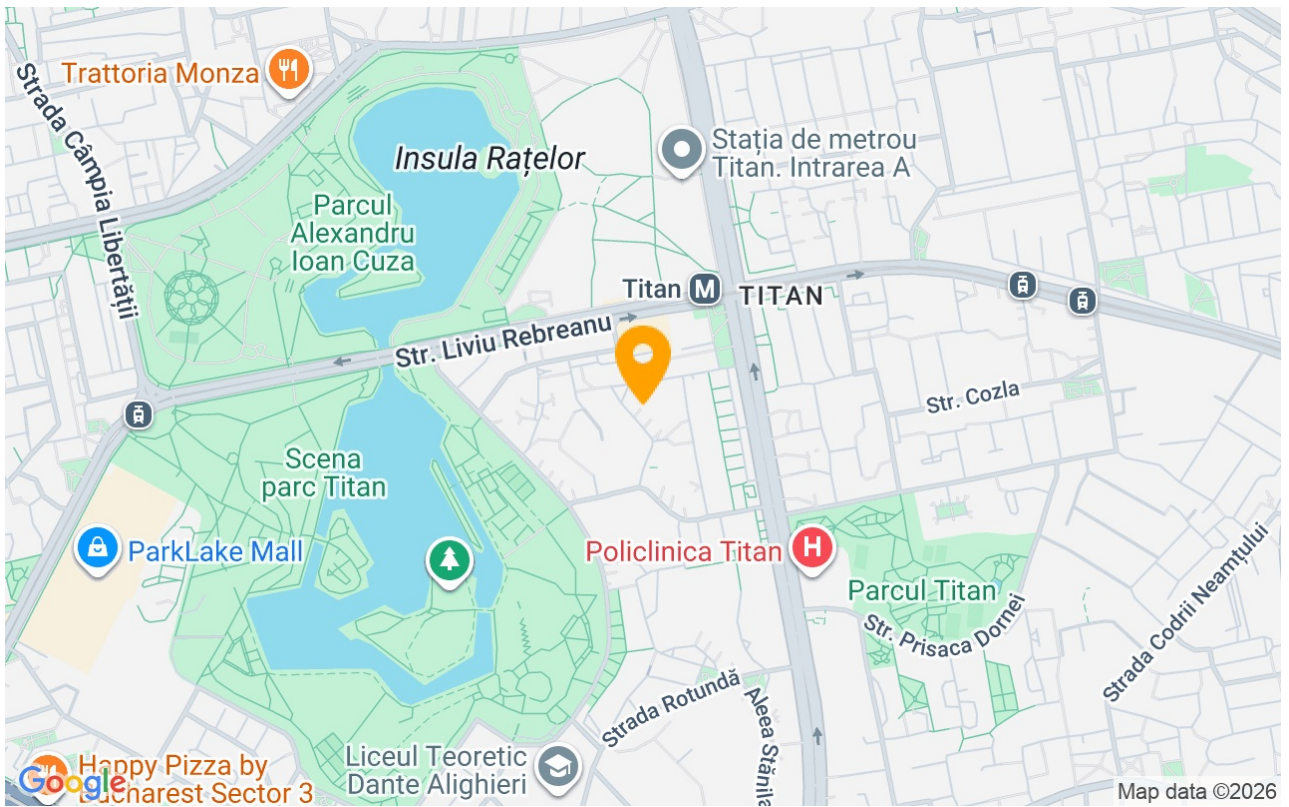 Trattoria Monza
Strada Câmpia Libertății
Insula Rațelor
Stația de metrou
Titan. Intrarea A
Parcul
Alexandru
Ioan Cuza
Titan
M
TITAN
Str. Liviu Rebreanu
Str. Cozla
Scena
parc Titan
ParkLake Mall
Policlinica Titan
H
Parcul Titan
Str. Prisaca Dornei
Strada Codrii Neamțului
Strada Rotundă
Aleea Stănila
Liceul Teoretic
Dante Alighieri
Happy Pizza by
Bucharest Sector 3
Google
Map data ©2026